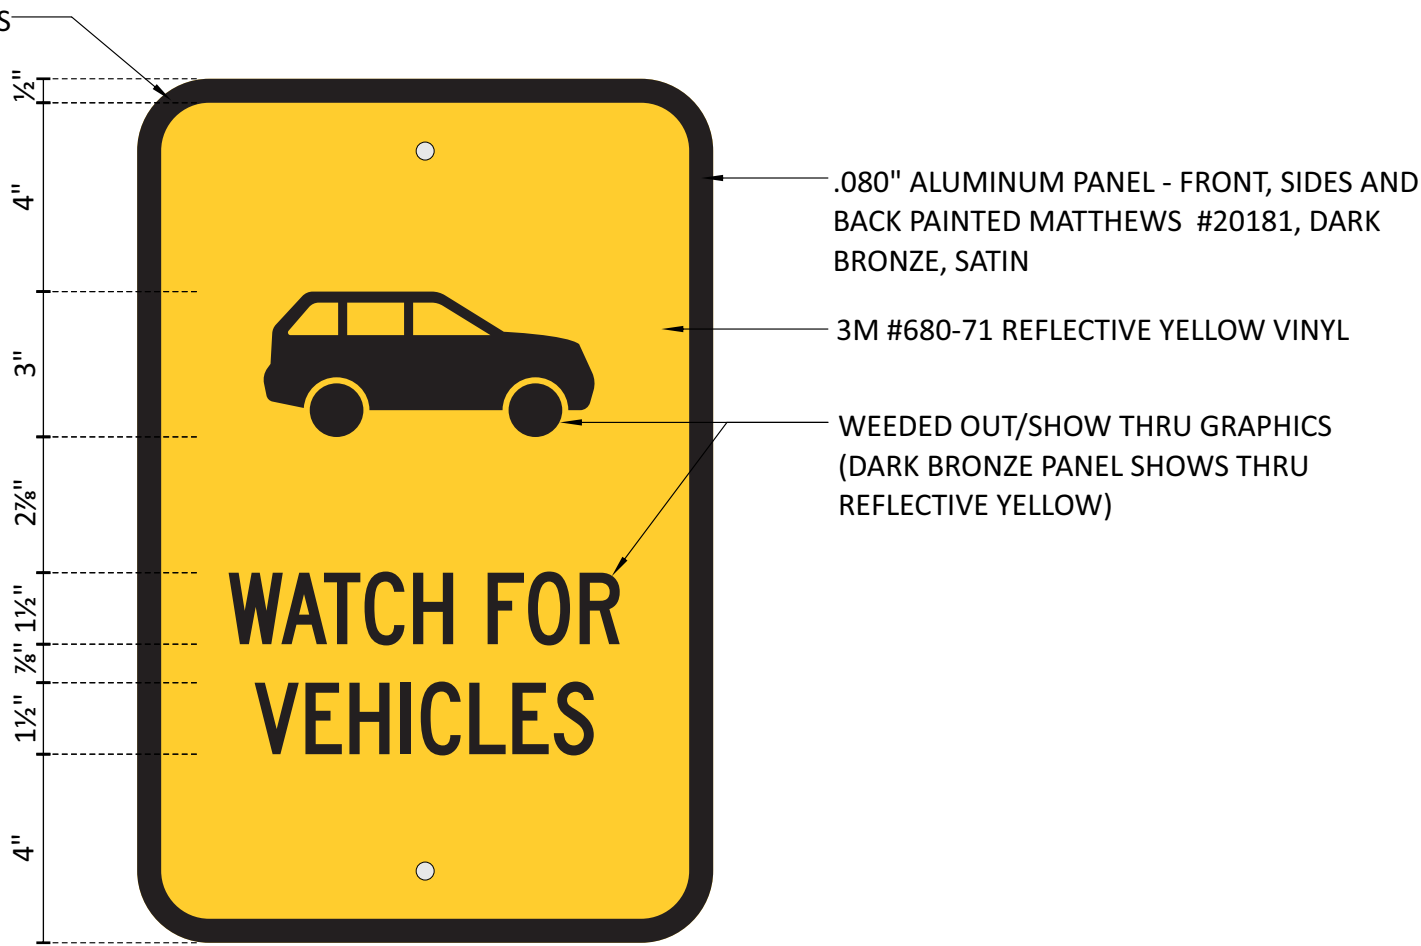 S
½"
4"
3"
2⅞"
1½"
⅞"
1½"
4"
WATCH FOR
VEHICLES
.080" ALUMINUM PANEL - FRONT, SIDES AND
BACK PAINTED MATTHEWS #20181, DARK
BRONZE, SATIN
3M #680-71 REFLECTIVE YELLOW VINYL
WEEDED OUT/SHOW THRU GRAPHICS
(DARK BRONZE PANEL SHOWS THRU
REFLECTIVE YELLOW)